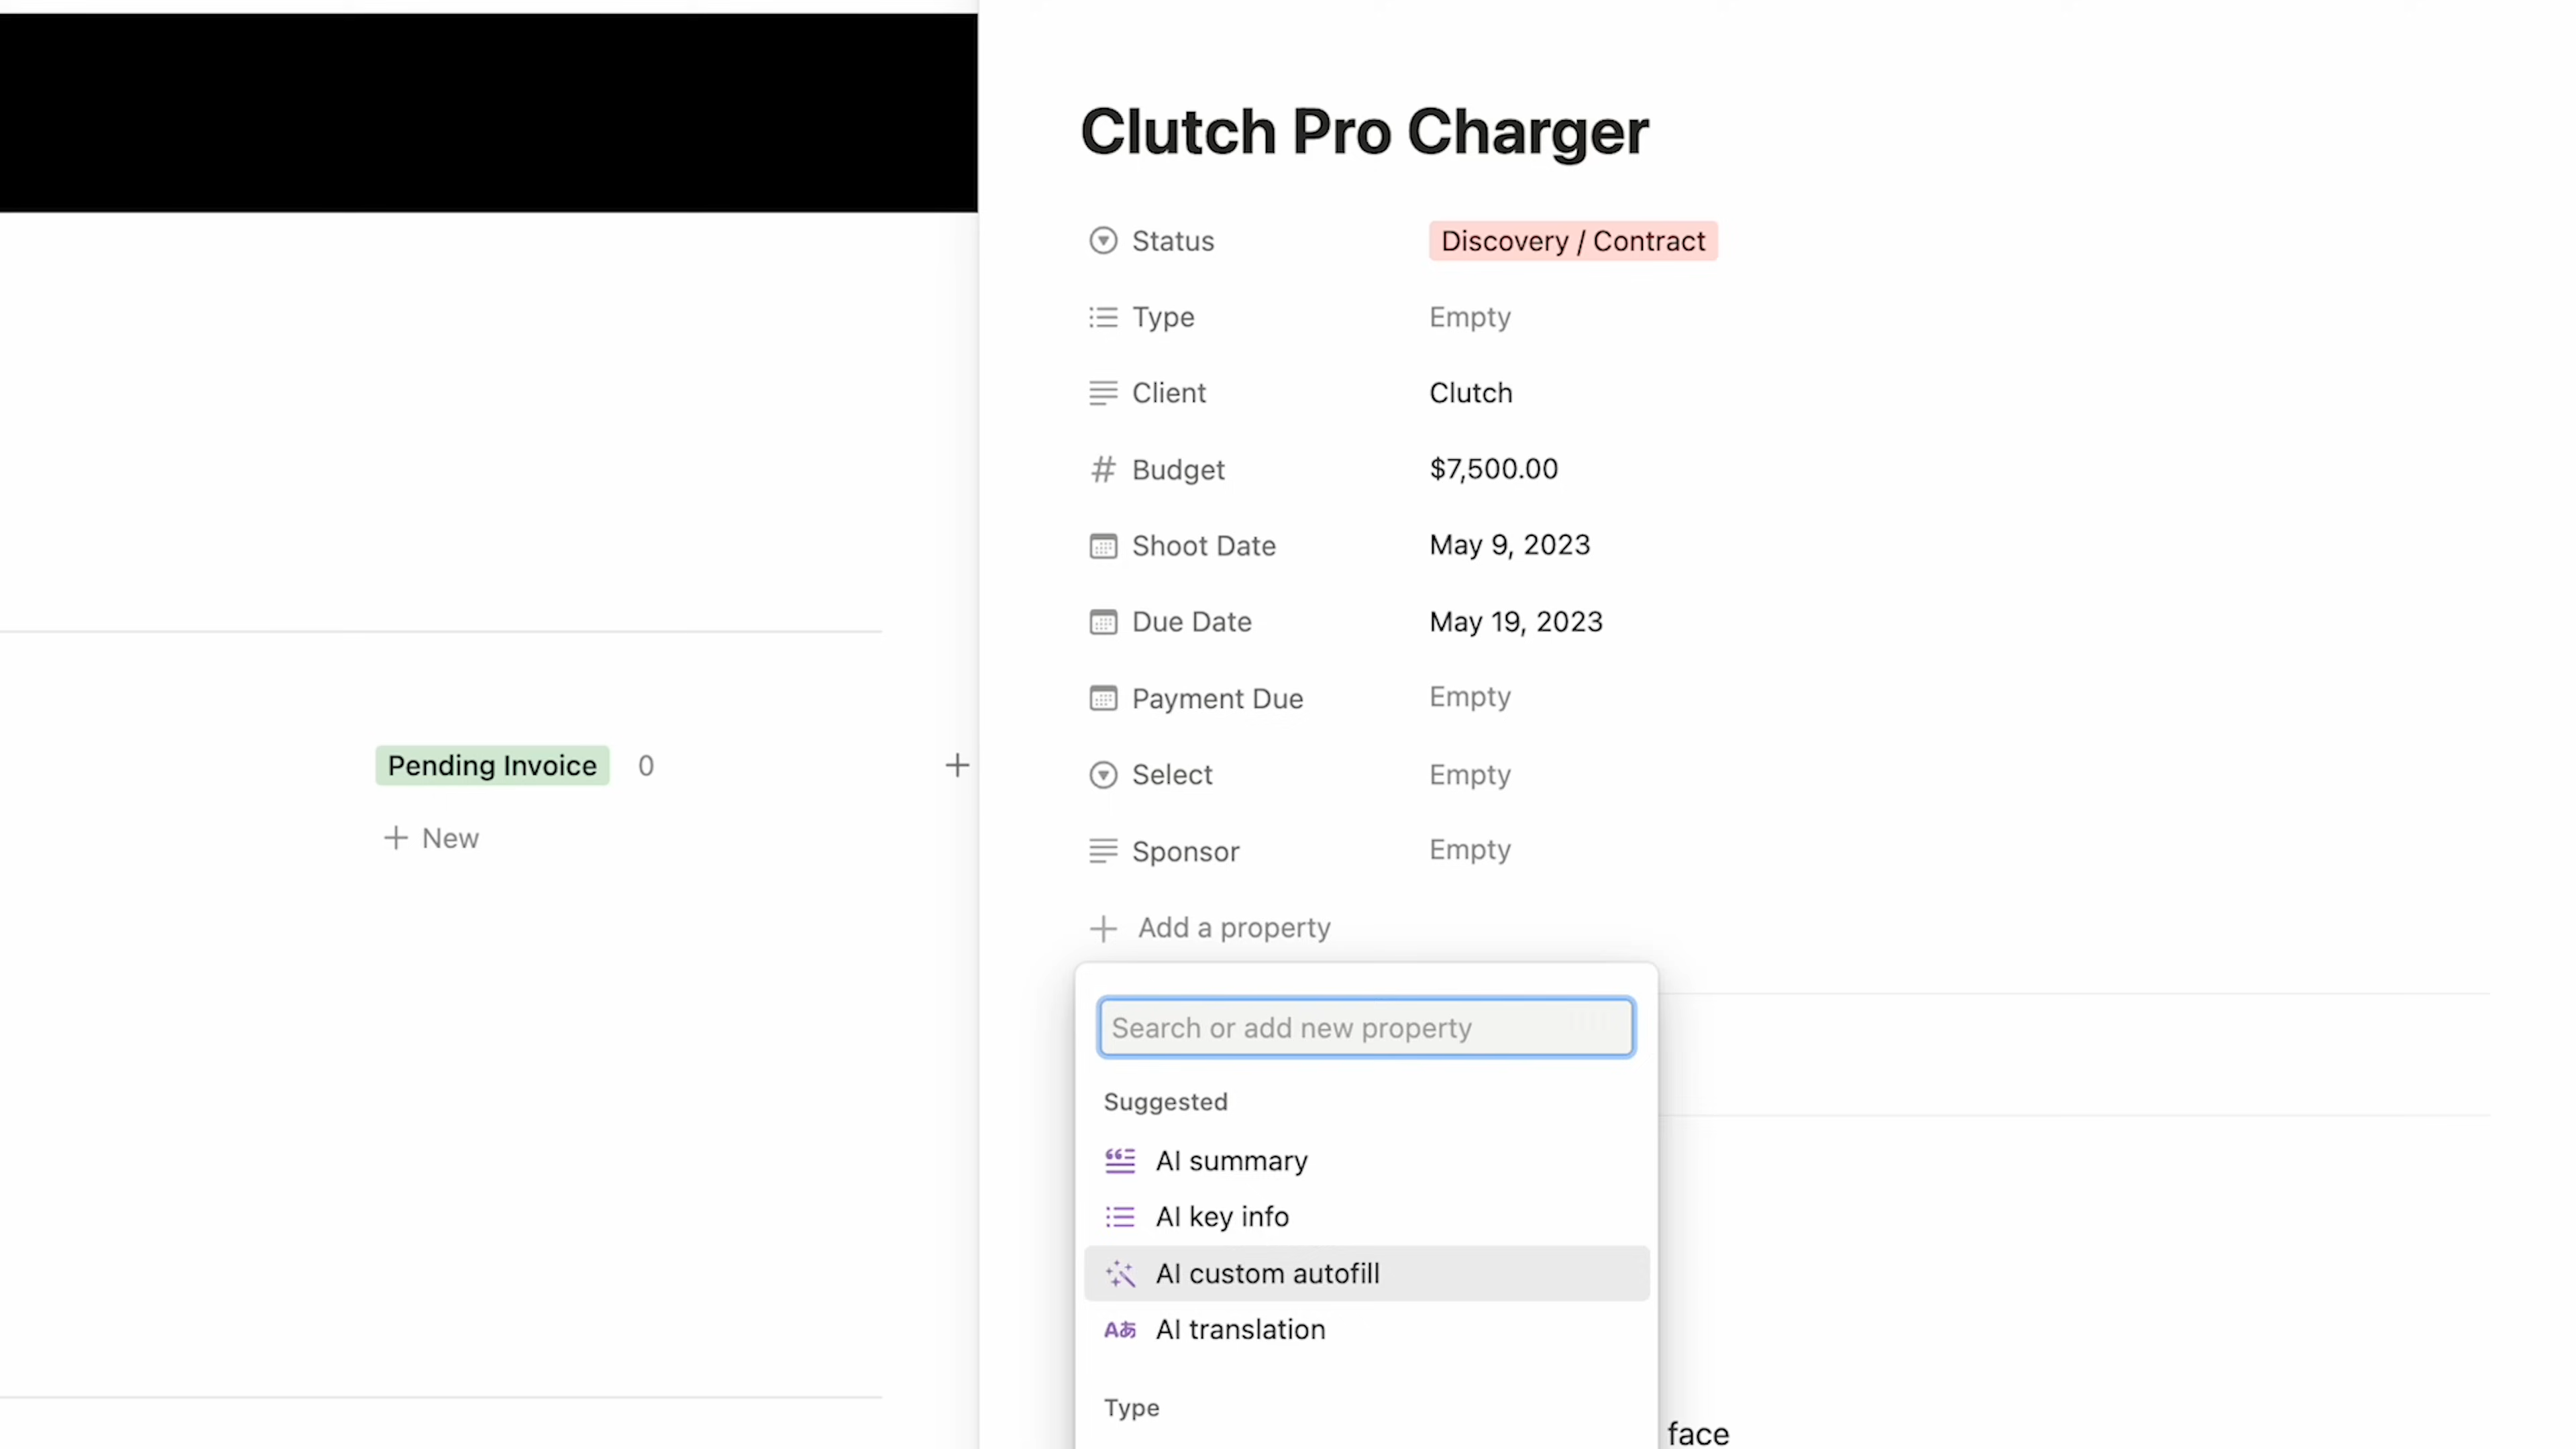 Clutch Pro Charger
Status Discovery / Contract
Type Empty
Client Clutch
Budget $7,500.00
Shoot Date May 9, 2023
Due Date May 19, 2023
Payment Due Empty
Pending Invoice 0
Select Empty
New
Sponsor Empty
Add a property
Search or add new property
Suggested
AI summary
AI key info
AI custom autofill
Aあ AI translation
Type
face